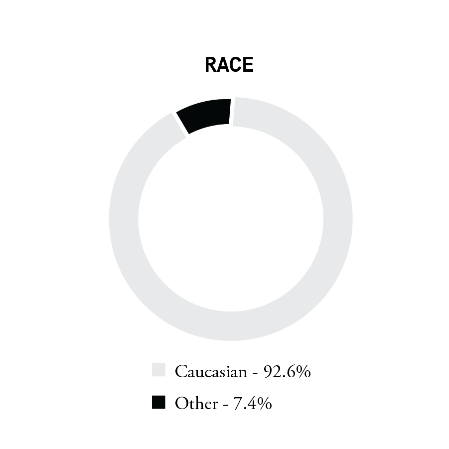 RACE
Caucasian - 92.6%
Other - 7.4%